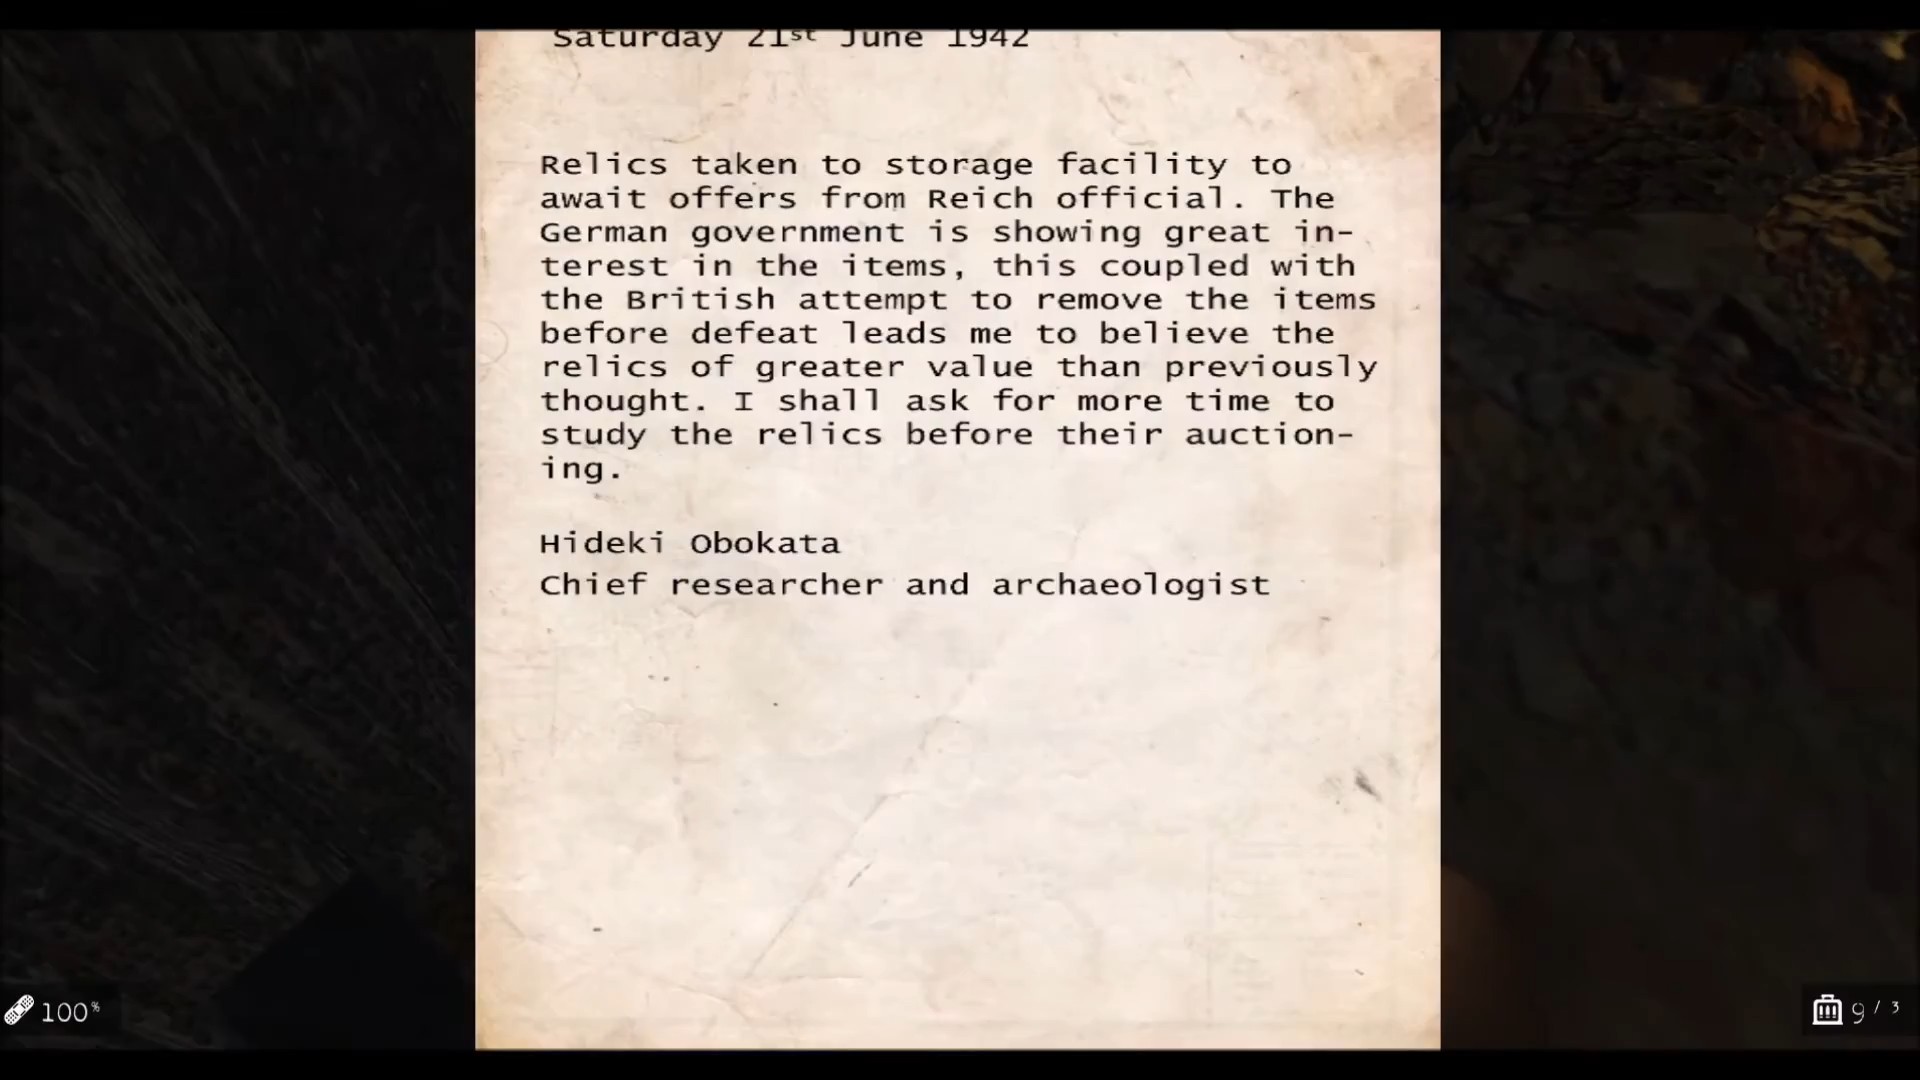 Saturday 21st June 1942
Relics taken to storage facility to
await offers from Reich official. The
German government is showing great in-
terest in the items, this coupled with
the British attempt to remove the items
before defeat leads me to believe the
relics of greater value than previously
thought. I shall ask for more time to
study the relics before their auction-
ing.
Hideki Obokata
Chief researcher and archaeologist
100%
9 / 3